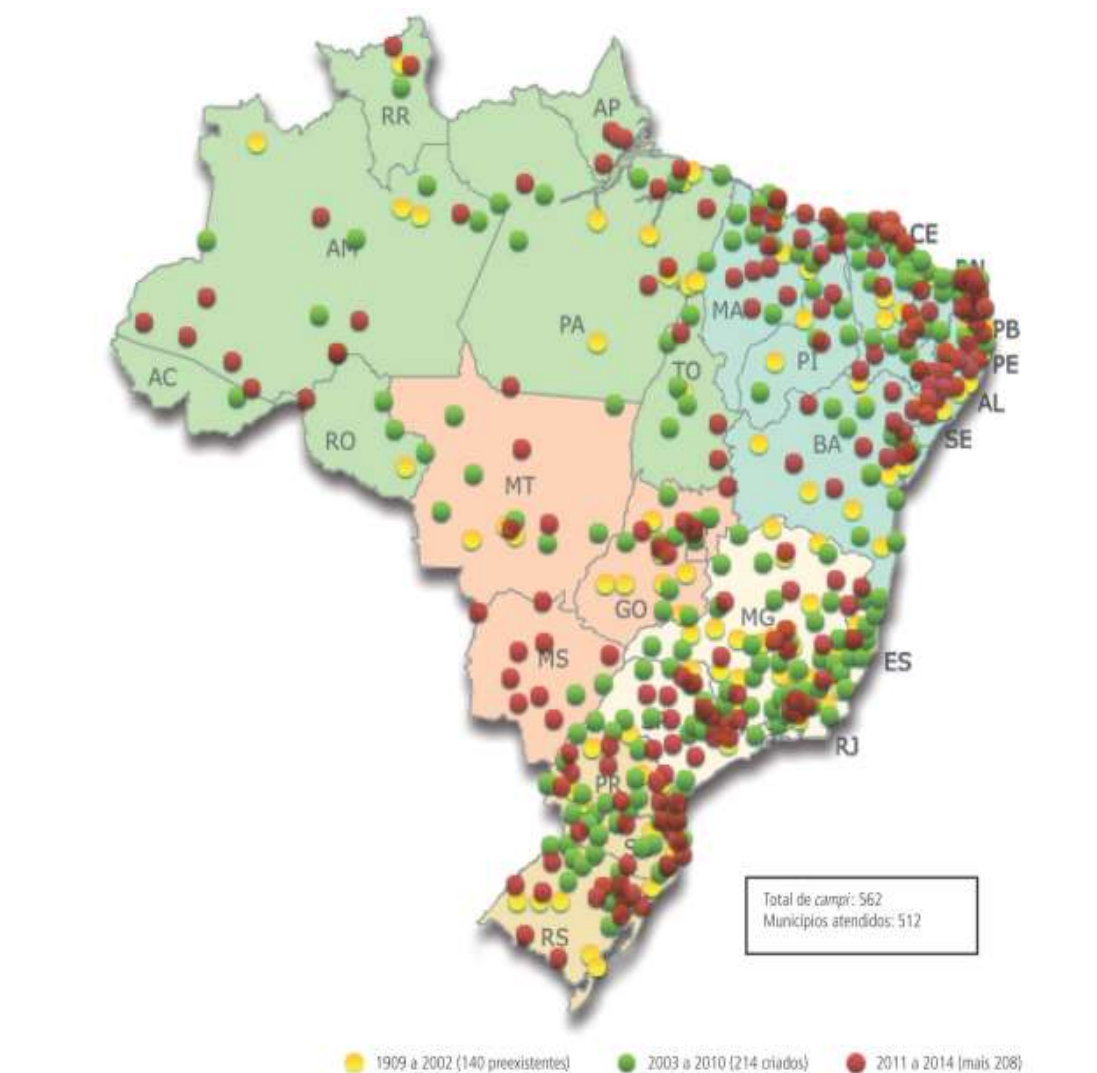 RR
AP
AM
CE
RN
PA
MA
PB
PI
PE
AC
TO
AL
RO
BA
SE
MT
GO
MG
MS
ES
RJ
PR
RS
Total de campi: 562
Municípios atendidos: 512
1909 a 2002 (140 preexistentes)
2003 a 2010 (214 criados)
2011 a 2014 (mais 208)